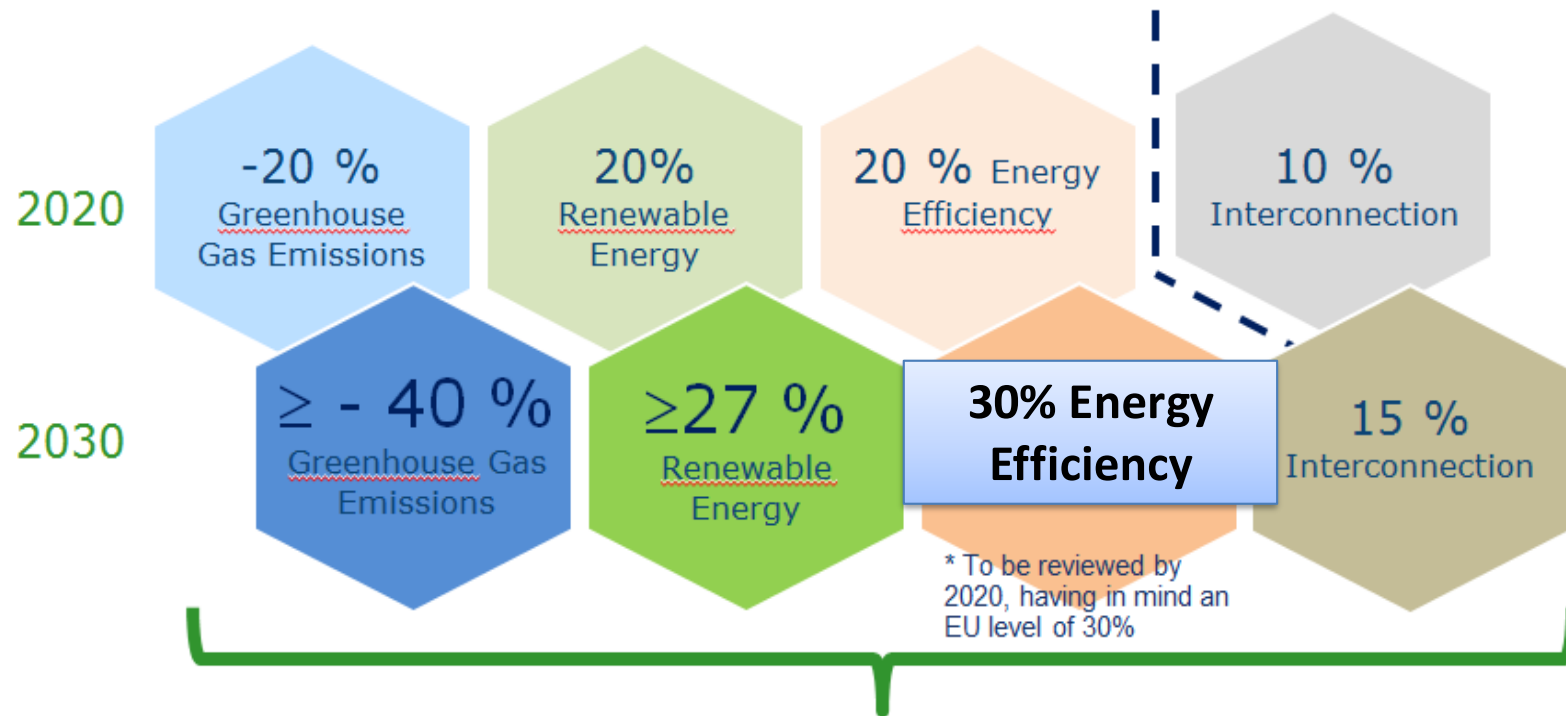 2020
-20 %
Greenhouse
Gas Emissions
20%
Renewable
Energy
20 % Energy
Efficiency
10 %
Interconnection
2030
≥ - 40 %
Greenhouse Gas
Emissions
≥27 %
Renewable
Energy
30% Energy
Efficiency
* To be reviewed by
2020, having in mind an
EU level of 30%
15 %
Interconnection